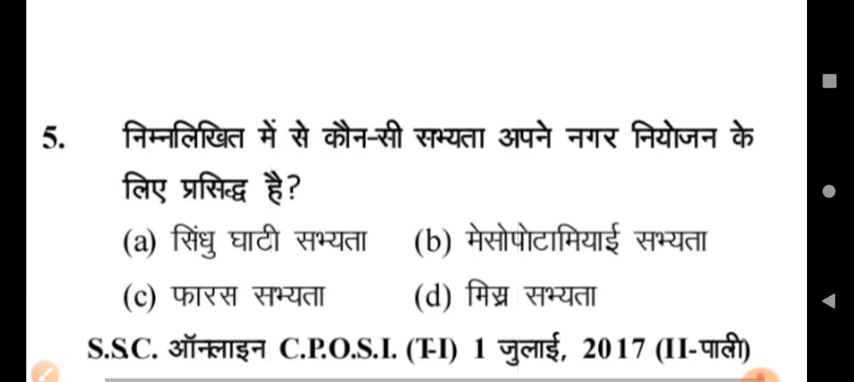 5. निम्नलिखित में से कौन-सी सभ्यता अपने नगर नियोजन के
लिए प्रसिद्ध है?
(a) सिंधु घाटी सभ्यता (b) मेसोपोटामियाई सभ्यता
(c) फारस सभ्यता (d) मिस्र सभ्यता
S.S.C. ऑनलाइन C.P.O.S.I. (T-I) 1 जुलाई, 2017 (II-पाली)